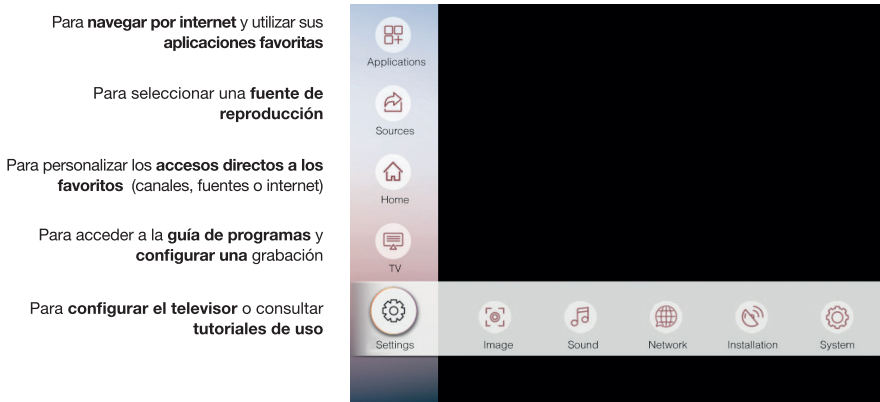 Para navegar por internet y utilizar sus
aplicaciones favoritas
Applications
Para seleccionar una fuente de
reproducción
Sources
Para personalizar los accesos directos a los
favoritos (canales, fuentes o internet)
Home
Para acceder a la guía de programas y
configurar una grabación
TV
Para configurar el televisor o consultar
tutoriales de uso
Settings
Image
Sound
Network
Installation
System